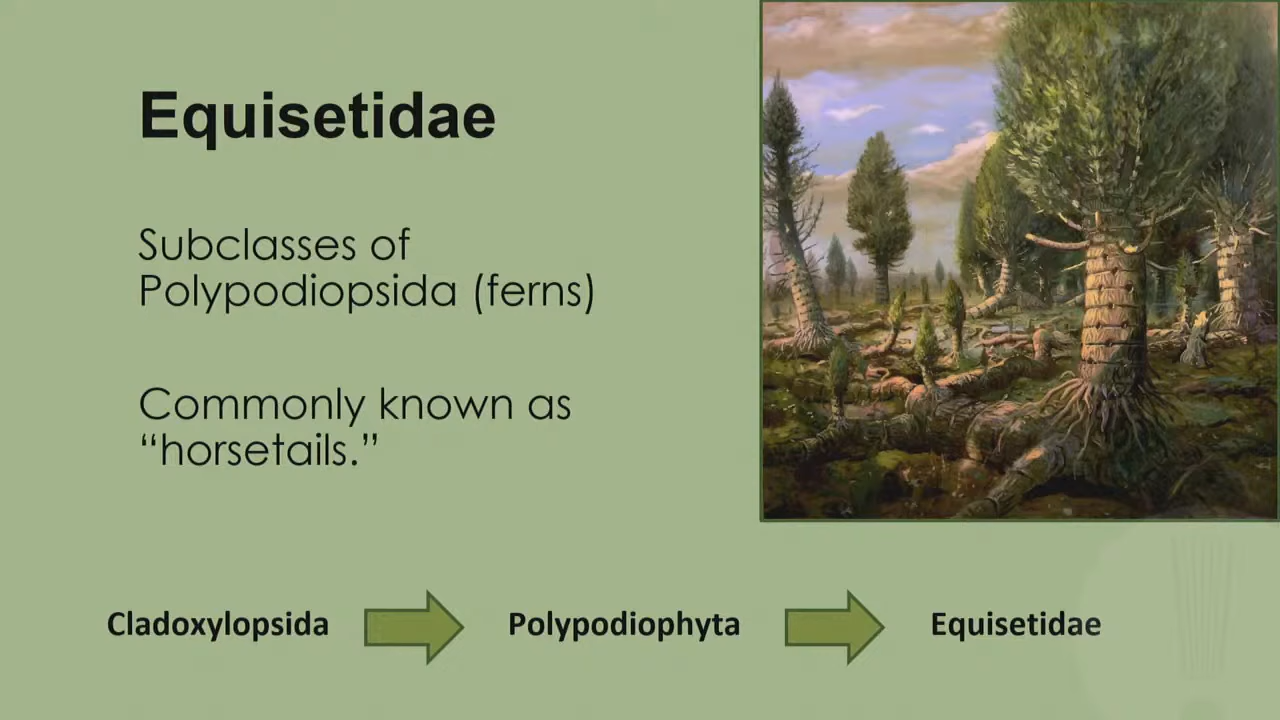 Equisetidae
Subclasses of
Polypodiopsida (ferns)
Commonly known as
“horsetails.”
Cladoxylopsida
Polypodiophyta
Equisetidae